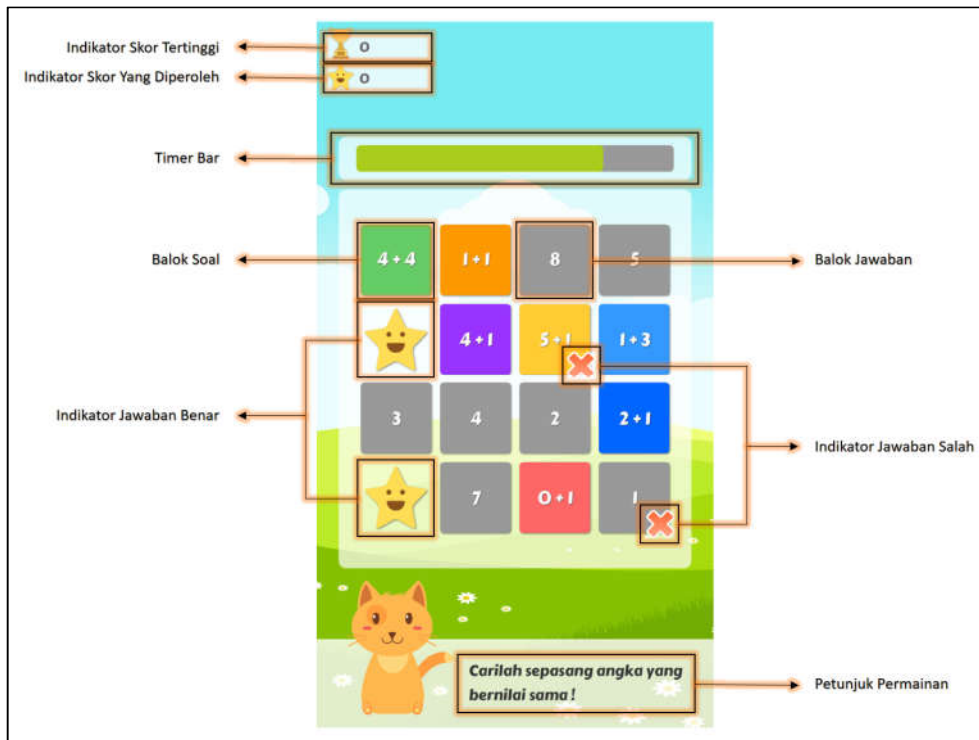 Indikator Skor Tertinggi
0
Indikator Skor Yang Diperoleh
0
Timer Bar
Balok Soal
4 + 4
1 + 1
8
5
Balok Jawaban
4 + 1
5 + 1
1 + 3
Indikator Jawaban Benar
3
4
2
2 + 1
Indikator Jawaban Salah
7
0 + 1
1
Carilah sepasang angka yang
bernilai sama !
Petunjuk Permainan